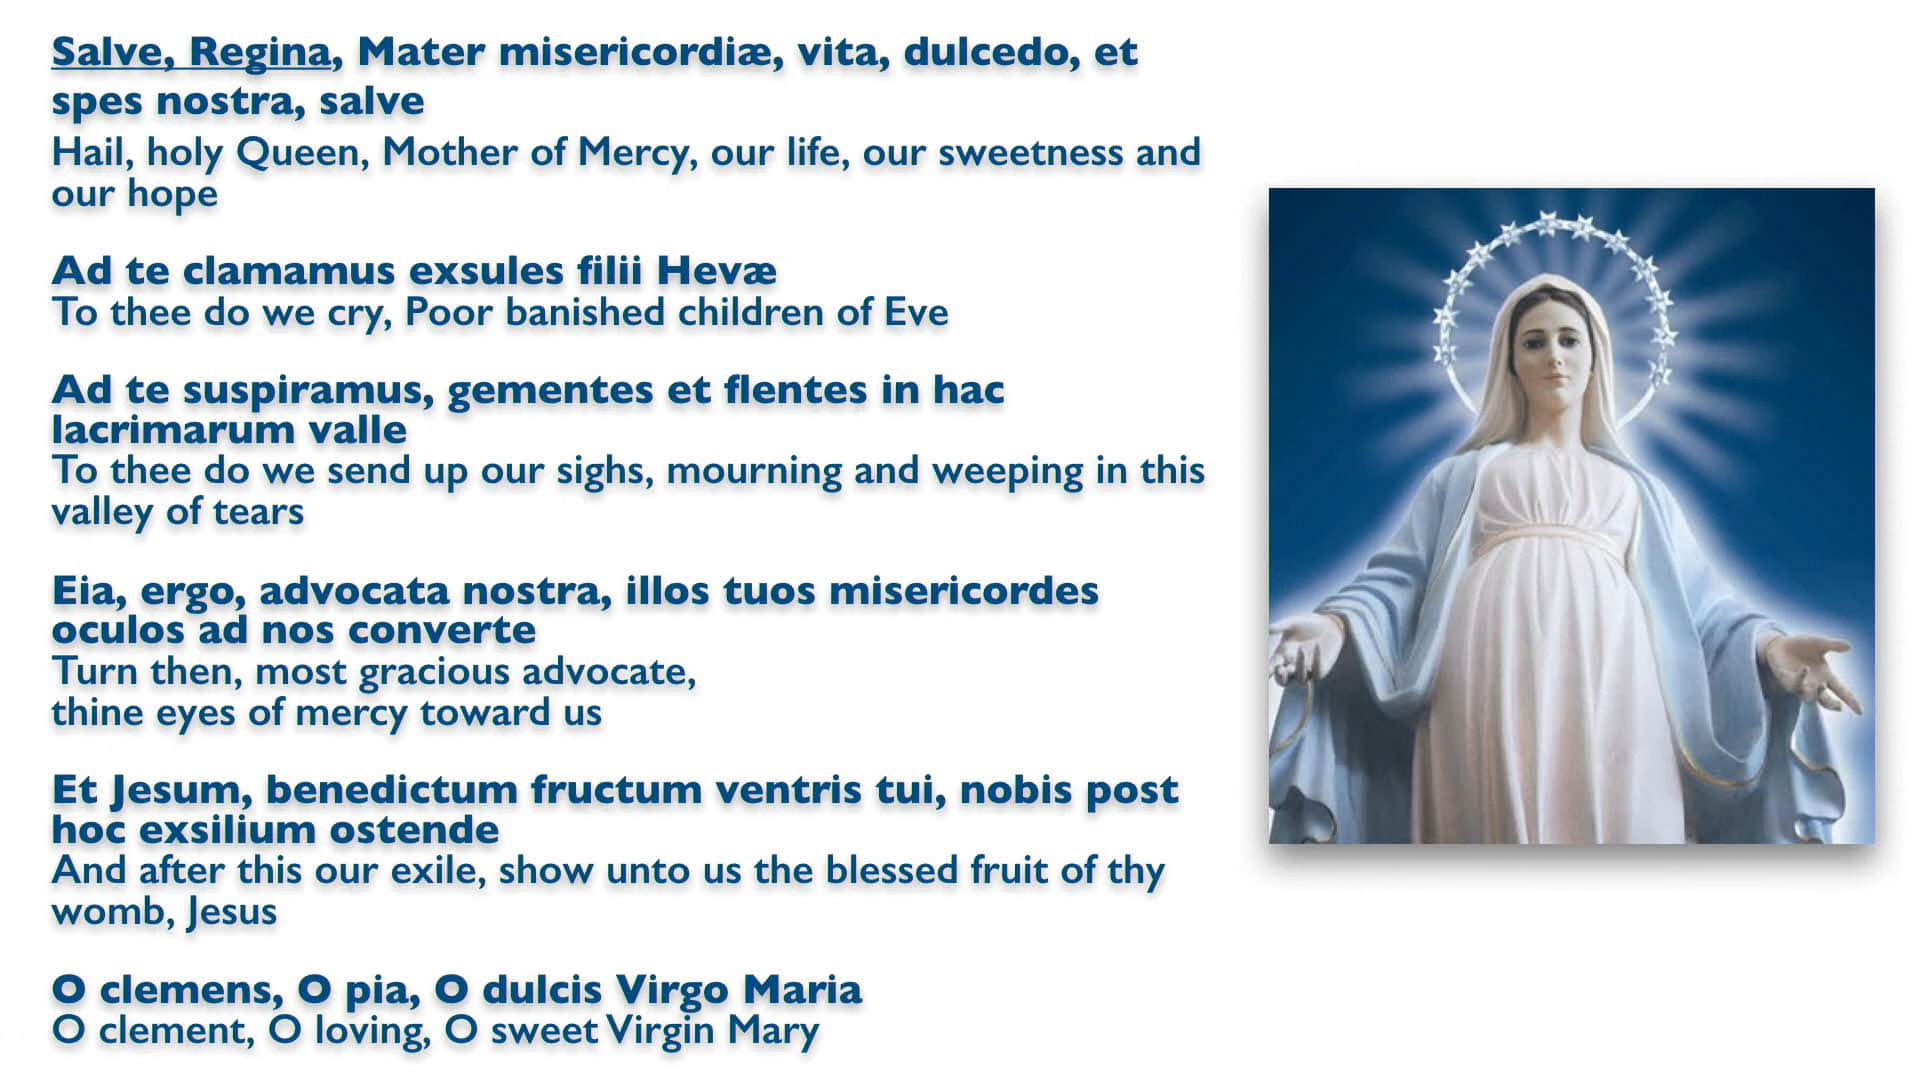 Salve, Regina, Mater misericordiæ, vita, dulcedo, et
spes nostra, salve
Hail, holy Queen, Mother of Mercy, our life, our sweetness and
our hope
Ad te clamamus exsules filii Hevæ
To thee do we cry, Poor banished children of Eve
Ad te suspiramus, gementes et flentes in hac
lacrimarum valle
To thee do we send up our sighs, mourning and weeping in this
valley of tears
Eia, ergo, advocata nostra, illos tuos misericordes
oculos ad nos converte
Turn then, most gracious advocate,
thine eyes of mercy toward us
Et Jesum, benedictum fructum ventris tui, nobis post
hoc exsilium ostende
And after this our exile, show unto us the blessed fruit of thy
womb, Jesus
O clemens, O pia, O dulcis Virgo Maria
O clement, O loving, O sweet Virgin Mary